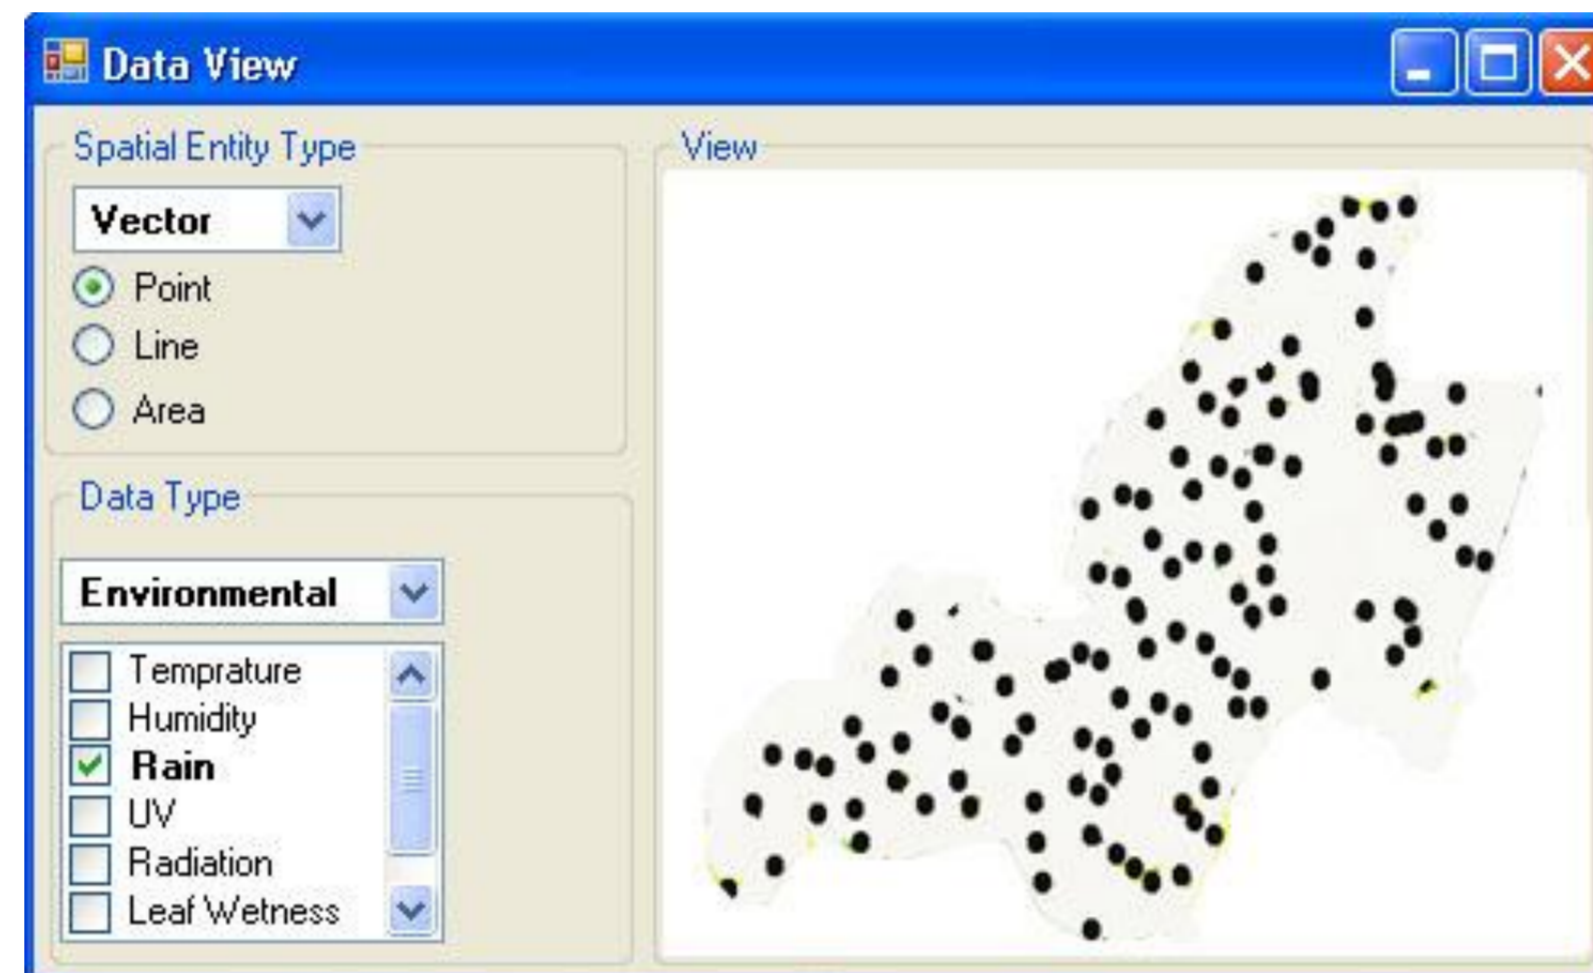 Data View
Spatial Entity Type
Vector
Point
Line
Area
Data Type
Environmental
Temprature
Humidity
Rain
UV
Radiation
Leaf Wetness
View